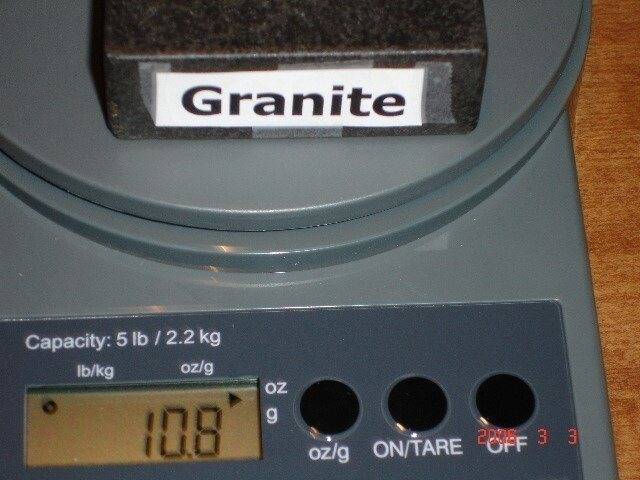 Granite
Capacity: 5 lb / 2.2 kg
lb/kg oz/g
oz
g
10.8
oz/g ON/TARE OFF
2006 3 3